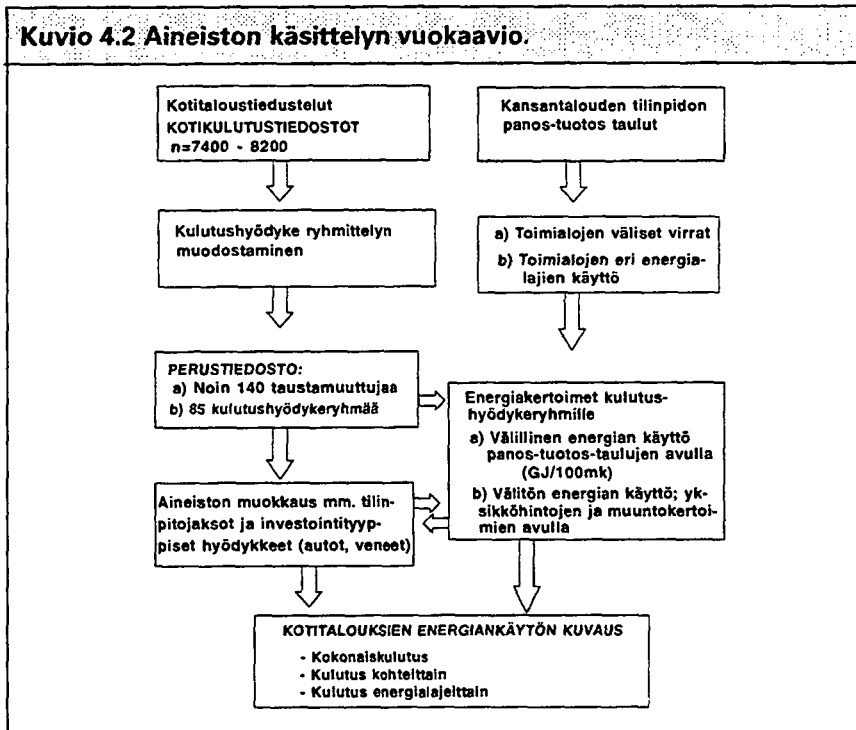 Kuvio 4.2 Aineiston käsittelyn vuokaavio.
Kotitaloustiedustelut
KOTIKULUTUSTIEDOSTOT
n=7400 - 8200
Kansantalouden tilinpidon
panos-tuotos taulut
Kulutushyödyke ryhmittelyn
muodostaminen
a) Toimialojen väliset virrat
b) Toimialojen eri energia-
lajien käyttö
PERUSTIEDOSTO:
a) Noin 140 taustamuuttujaa
b) 85 kulutushyödykeryhmää
Energiakertoimet kulutus-
hyödykeryhmille
a) Välillinen energian käyttö
panos-tuotos-taulujen avulla
(GJ/100mk)
b) Välitön energian käyttö; yk-
sikköhintojen ja muuntokertoi-
mien avulla
Aineiston muokkaus mm. tilin-
pitojaksot ja investointityyp-
piset hyödykkeet (autot, veneet)
KOTITALOUKSIEN ENERGIANKÄYTÖN KUVAUS
- Kokonaiskulutus
- Kulutus kohteittain
- Kulutus energialajeittain